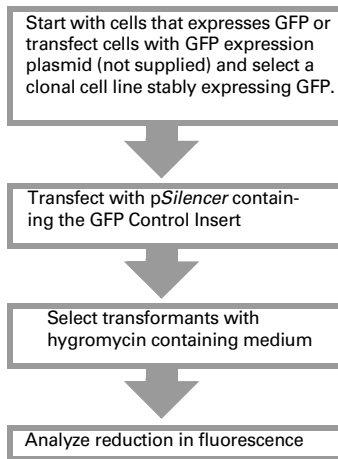 Start with cells that expresses GFP or
transfect cells with GFP expression
plasmid (not supplied) and select a
clonal cell line stably expressing GFP.
Transfect with pSilencer contain-
ing the GFP Control Insert
Select transformants with
hygromycin containing medium
Analyze reduction in fluorescence